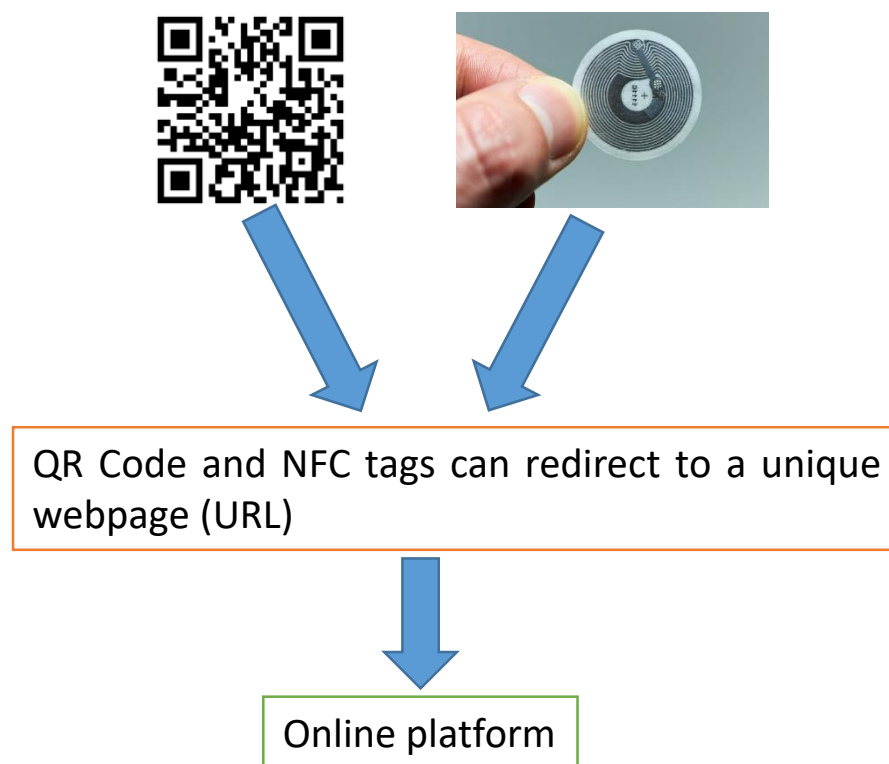 QR Code and NFC tags can redirect to a unique
webpage (URL)
Online platform